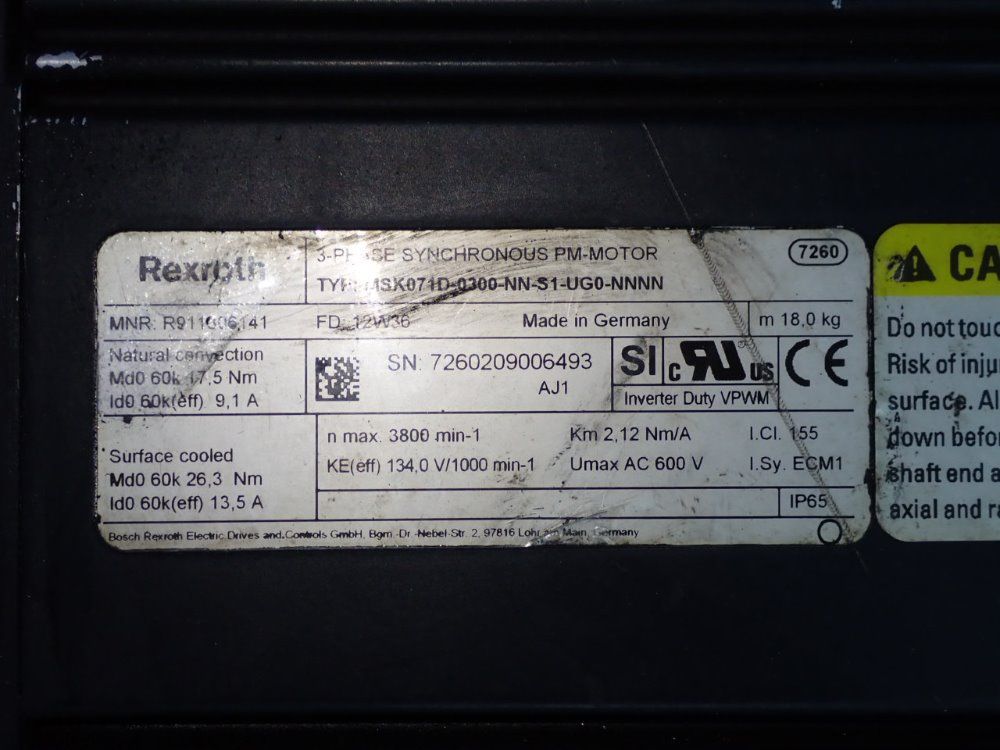 Rexroth
3-PHASE SYNCHRONOUS PM-MOTOR
7260
TYP: MSK071D-0300-NN-S1-UG0-NNNN
MNR: FD: 12W36 Made in Germany m 18,0 kg
Natural convection
Md0 60k 17,5 Nm
Id0 60k(eff) 9,1 A
SN: 7260209006493
AJ1
SI c RU US CE
Inverter Duty VPWM
Surface cooled
Md0 60k 26,3 Nm
Id0 60k(eff) 13,5 A
n max. 3800 min-1 Km 2,12 Nm/A I.Cl. 155
KE(eff) 134,0 V/1000 min-1 Umax AC 600 V I.Sy. ECM1
IP65
Bosch Rexroth Electric Drives and Controls GmbH, Bgm.-Dr.-Nebel-Str. 2, 97816 Lohr am Main, Germany
CA
Do not touc
Risk of inju
surface. Al
down befor
shaft end a
axial and ra